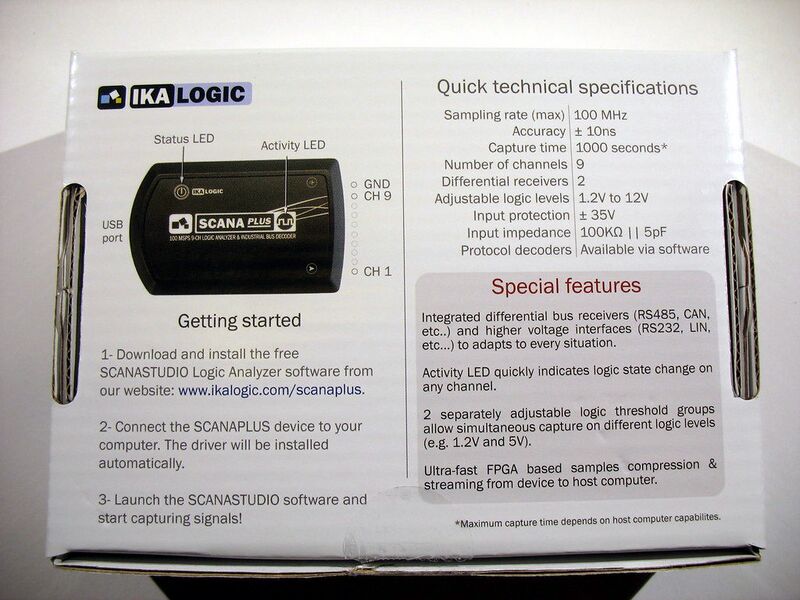 IKALOGIC
Status LED
Activity LED
IKALOGIC
SCANA PLUS
100 MSPS 9-CH LOGIC ANALYZER & INDUSTRIAL BUS DECODER
USB
port
GND
CH 9
CH 1
Getting started
1- Download and install the free
SCANASTUDIO Logic Analyzer software from
our website: www.ikalogic.com/scanaplus.
2- Connect the SCANAPLUS device to your
computer. The driver will be installed
automatically.
3- Launch the SCANASTUDIO software and
start capturing signals!
Quick technical specifications
Sampling rate (max) 100 MHz
Accuracy ± 10ns
Capture time 1000 seconds*
Number of channels 9
Differential receivers 2
Adjustable logic levels 1.2V to 12V
Input protection ± 35V
Input impedance 100KΩ || 5pF
Protocol decoders Available via software
Special features
Integrated differential bus receivers (RS485, CAN,
etc..) and higher voltage interfaces (RS232, LIN,
etc...) to adapts to every situation.
Activity LED quickly indicates logic state change on
any channel.
2 separately adjustable logic threshold groups
allow simultaneous capture on different logic levels
(e.g. 1.2V and 5V).
Ultra-fast FPGA based samples compression &
streaming from device to host computer.
*Maximum capture time depends on host computer capabilites.